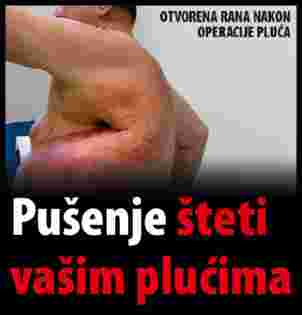 OTVORENA RANA NAKON
OPERACIJE PLUĆA
Pušenje šteti
vašim plućima